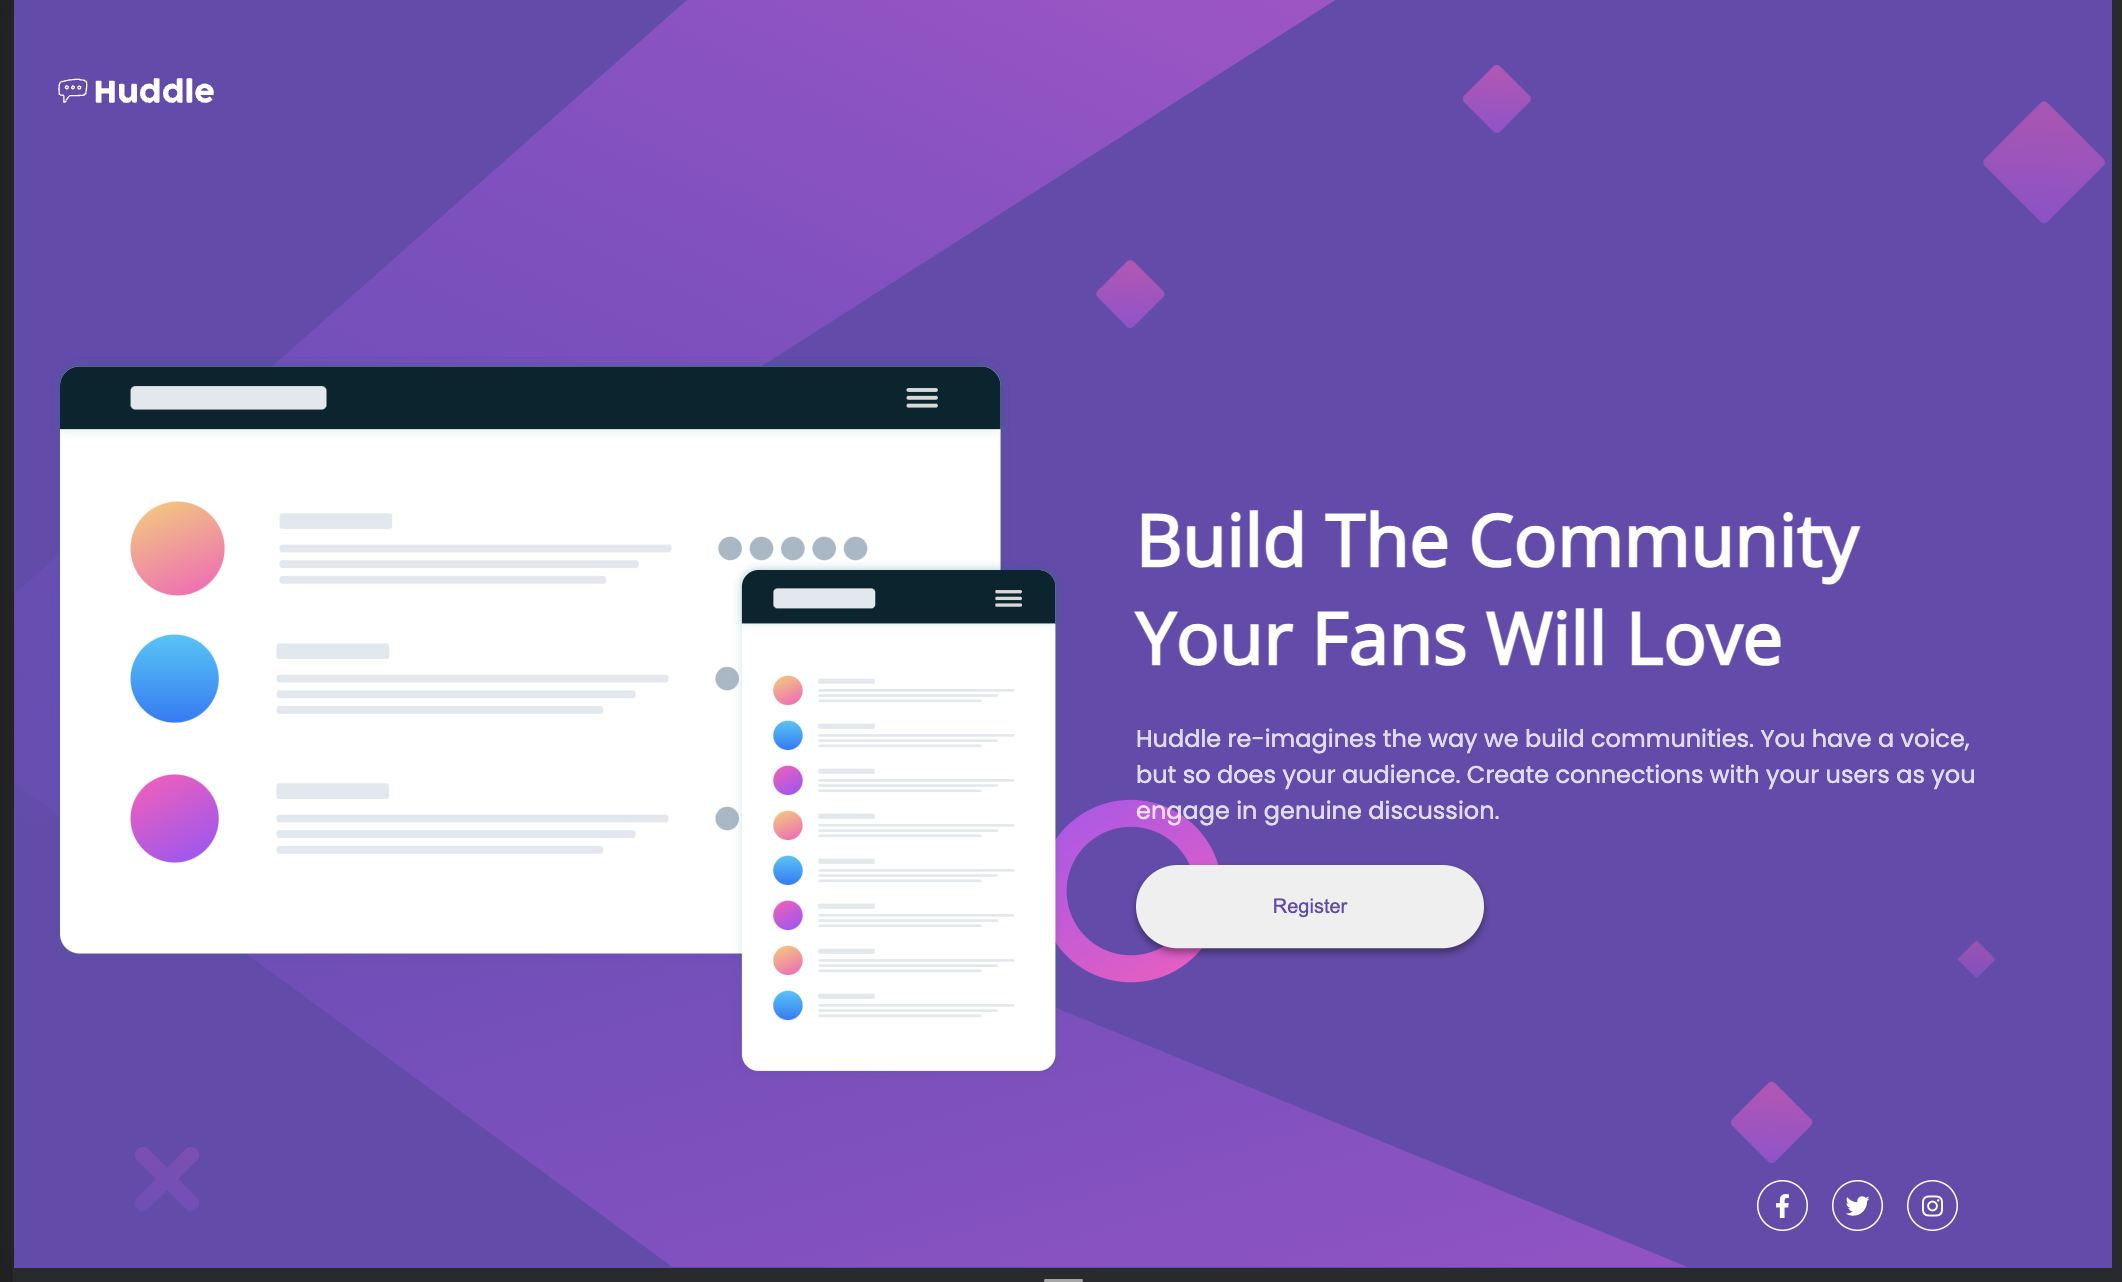 Huddle
Build The Community
Your Fans Will Love
Huddle re-imagines the way we build communities. You have a voice,
but so does your audience. Create connections with your users as you
engage in genuine discussion.
Register